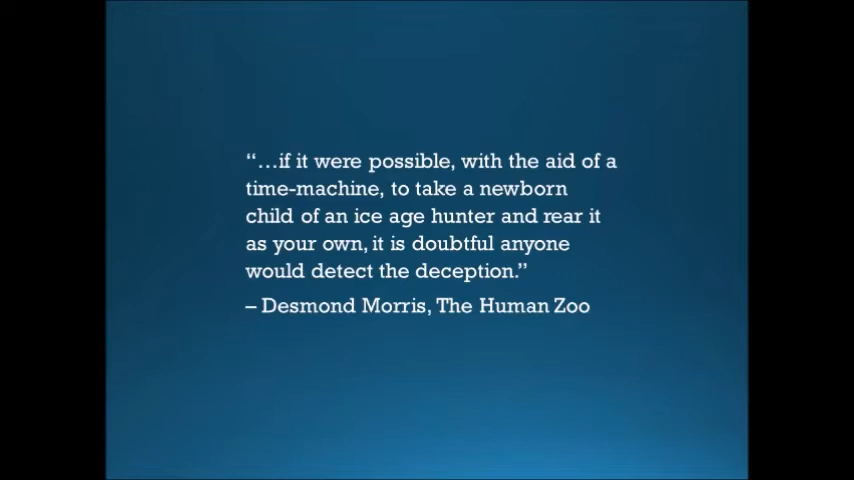 “…if it were possible, with the aid of a
time-machine, to take a newborn
child of an ice age hunter and rear it
as your own, it is doubtful anyone
would detect the deception.”
– Desmond Morris, The Human Zoo